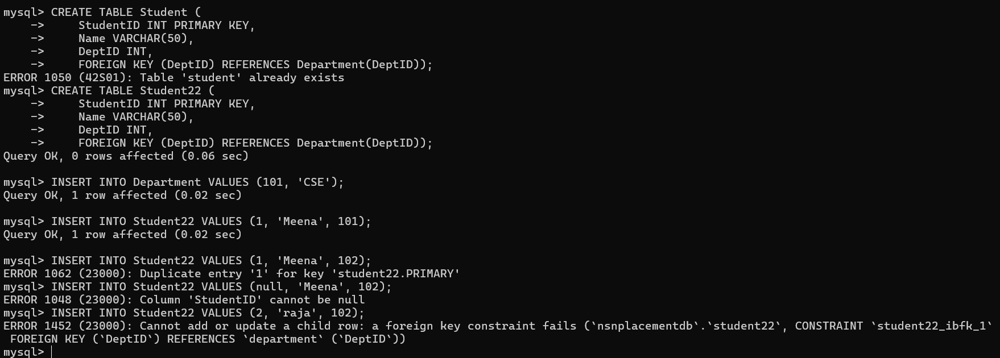 mysql> CREATE TABLE Student (
    ->     StudentID INT PRIMARY KEY,
    ->     Name VARCHAR(50),
    ->     DeptID INT,
    ->     FOREIGN KEY (DeptID) REFERENCES Department(DeptID));
ERROR 1050 (42S01): Table 'student' already exists
mysql> CREATE TABLE Student22 (
    ->     StudentID INT PRIMARY KEY,
    ->     Name VARCHAR(50),
    ->     DeptID INT,
    ->     FOREIGN KEY (DeptID) REFERENCES Department(DeptID));
Query OK, 0 rows affected (0.06 sec)

mysql> INSERT INTO Department VALUES (101, 'CSE');
Query OK, 1 row affected (0.02 sec)

mysql> INSERT INTO Student22 VALUES (1, 'Meena', 101);
Query OK, 1 row affected (0.02 sec)

mysql> INSERT INTO Student22 VALUES (1, 'Meena', 102);
ERROR 1062 (23000): Duplicate entry '1' for key 'student22.PRIMARY'
mysql> INSERT INTO Student22 VALUES (null, 'Meena', 102);
ERROR 1048 (23000): Column 'StudentID' cannot be null
mysql> INSERT INTO Student22 VALUES (2, 'raja', 102);
ERROR 1452 (23000): Cannot add or update a child row: a foreign key constraint fails (`nsnplacementdb`.`student22`, CONSTRAINT `student22_ibfk_1`
 FOREIGN KEY (`DeptID`) REFERENCES `department` (`DeptID`))
mysql>